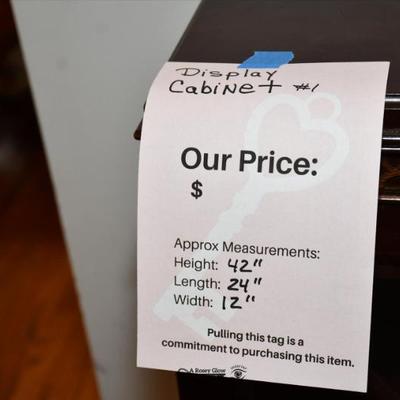 Display
Cabinet #1
Our Price:
$
Approx Measurements:
Height: 42"
Length: 24"
Width: 12"
Pulling this tag is a
commitment to purchasing this item.
A Rosey Glow